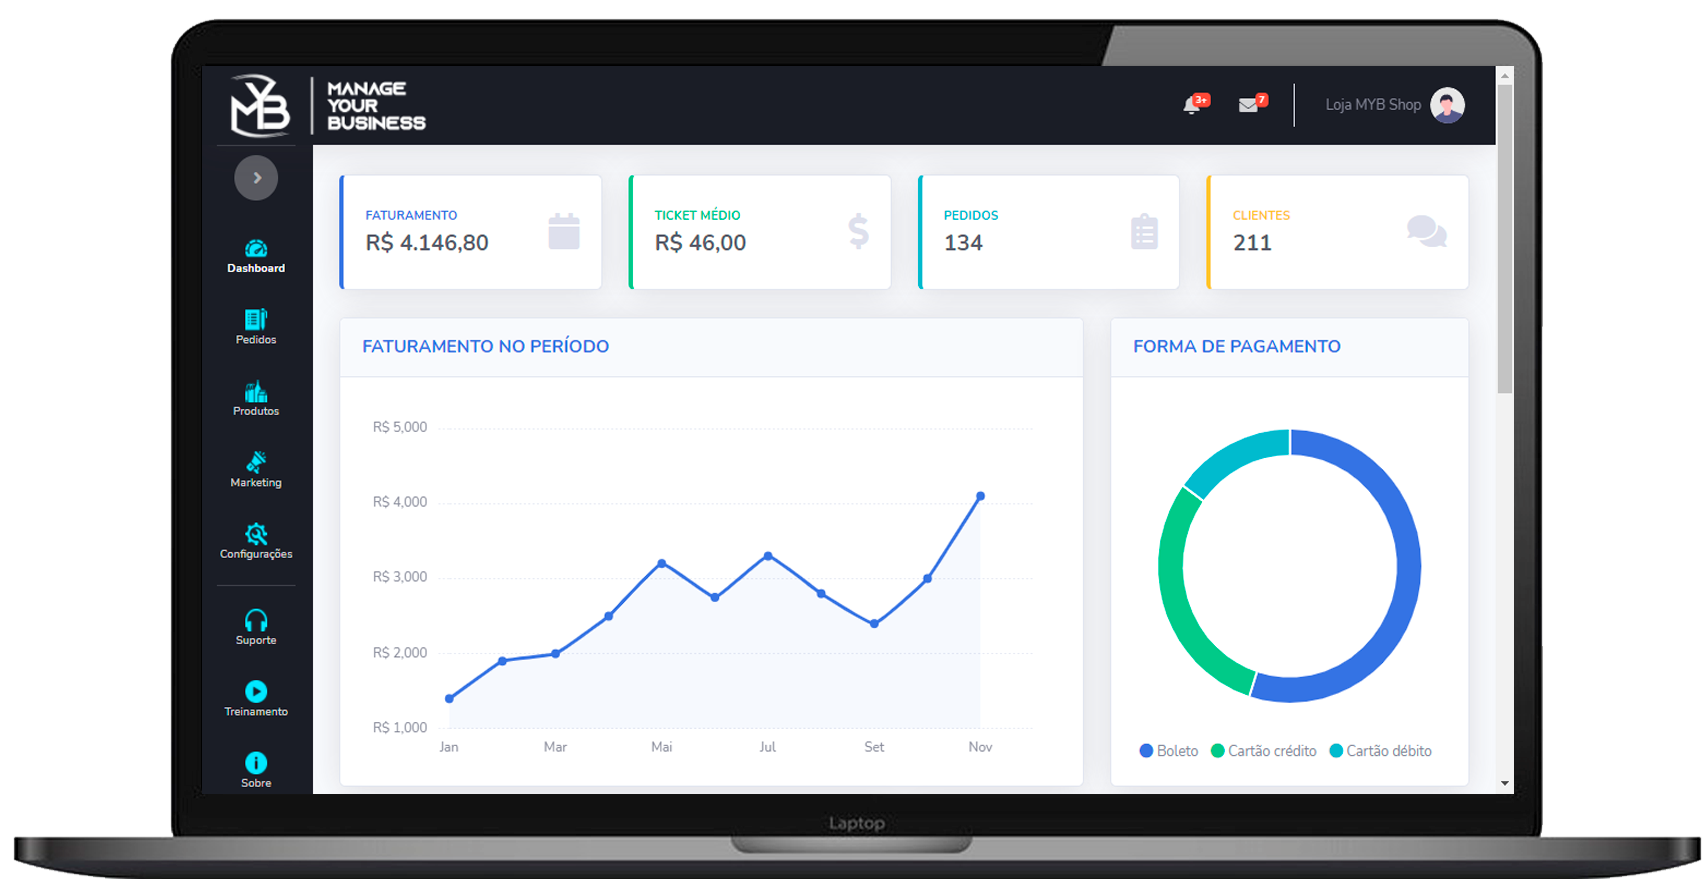 MYB
MANAGE
YOUR
BUSINESS
3+
7
Loja MYB Shop
Dashboard
Pedidos
Produtos
Marketing
Configurações
Suporte
Treinamento
Sobre
FATURAMENTO
R$ 4.146,80
TICKET MÉDIO
R$ 46,00
PEDIDOS
134
CLIENTES
211
FATURAMENTO NO PERÍODO
R$ 5,000
R$ 4,000
R$ 3,000
R$ 2,000
R$ 1,000
Jan Mar Mai Jul Set Nov
FORMA DE PAGAMENTO
Boleto Cartão crédito Cartão débito
Laptop